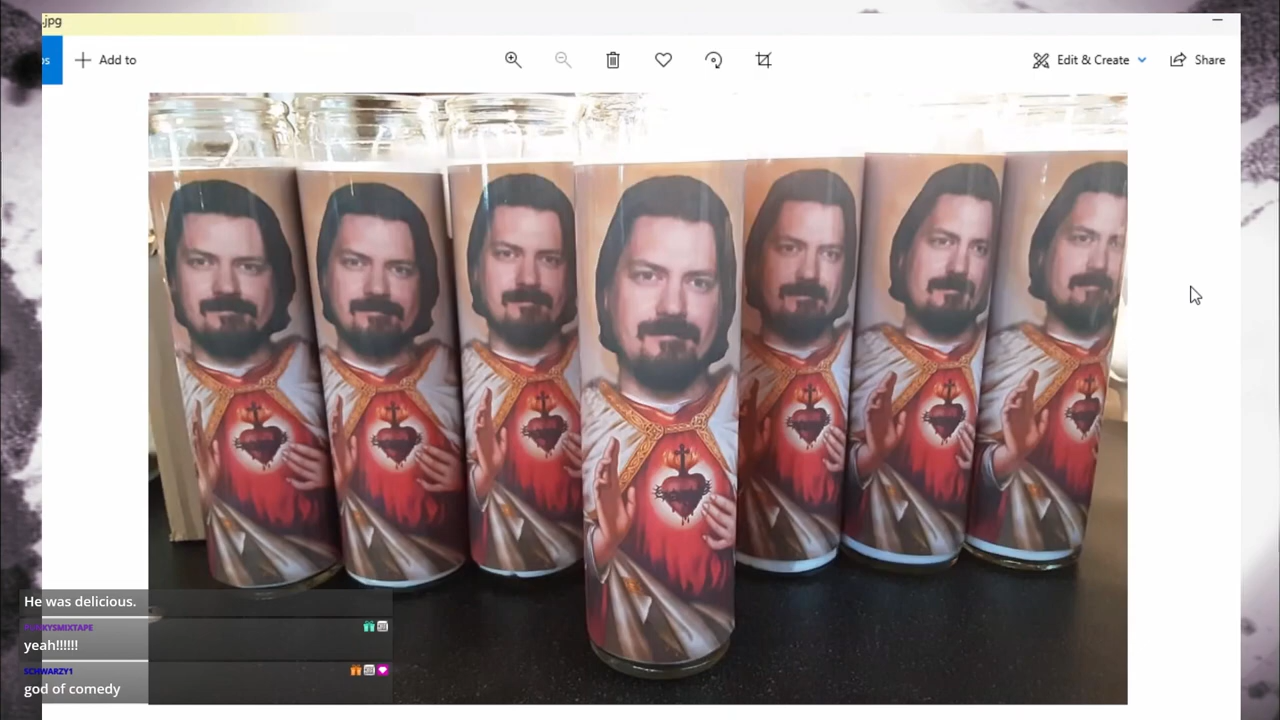 .jpg
Add to
Edit & Create
Share
He was delicious.
yeah!!!!!!
SCHWARZY1
god of comedy